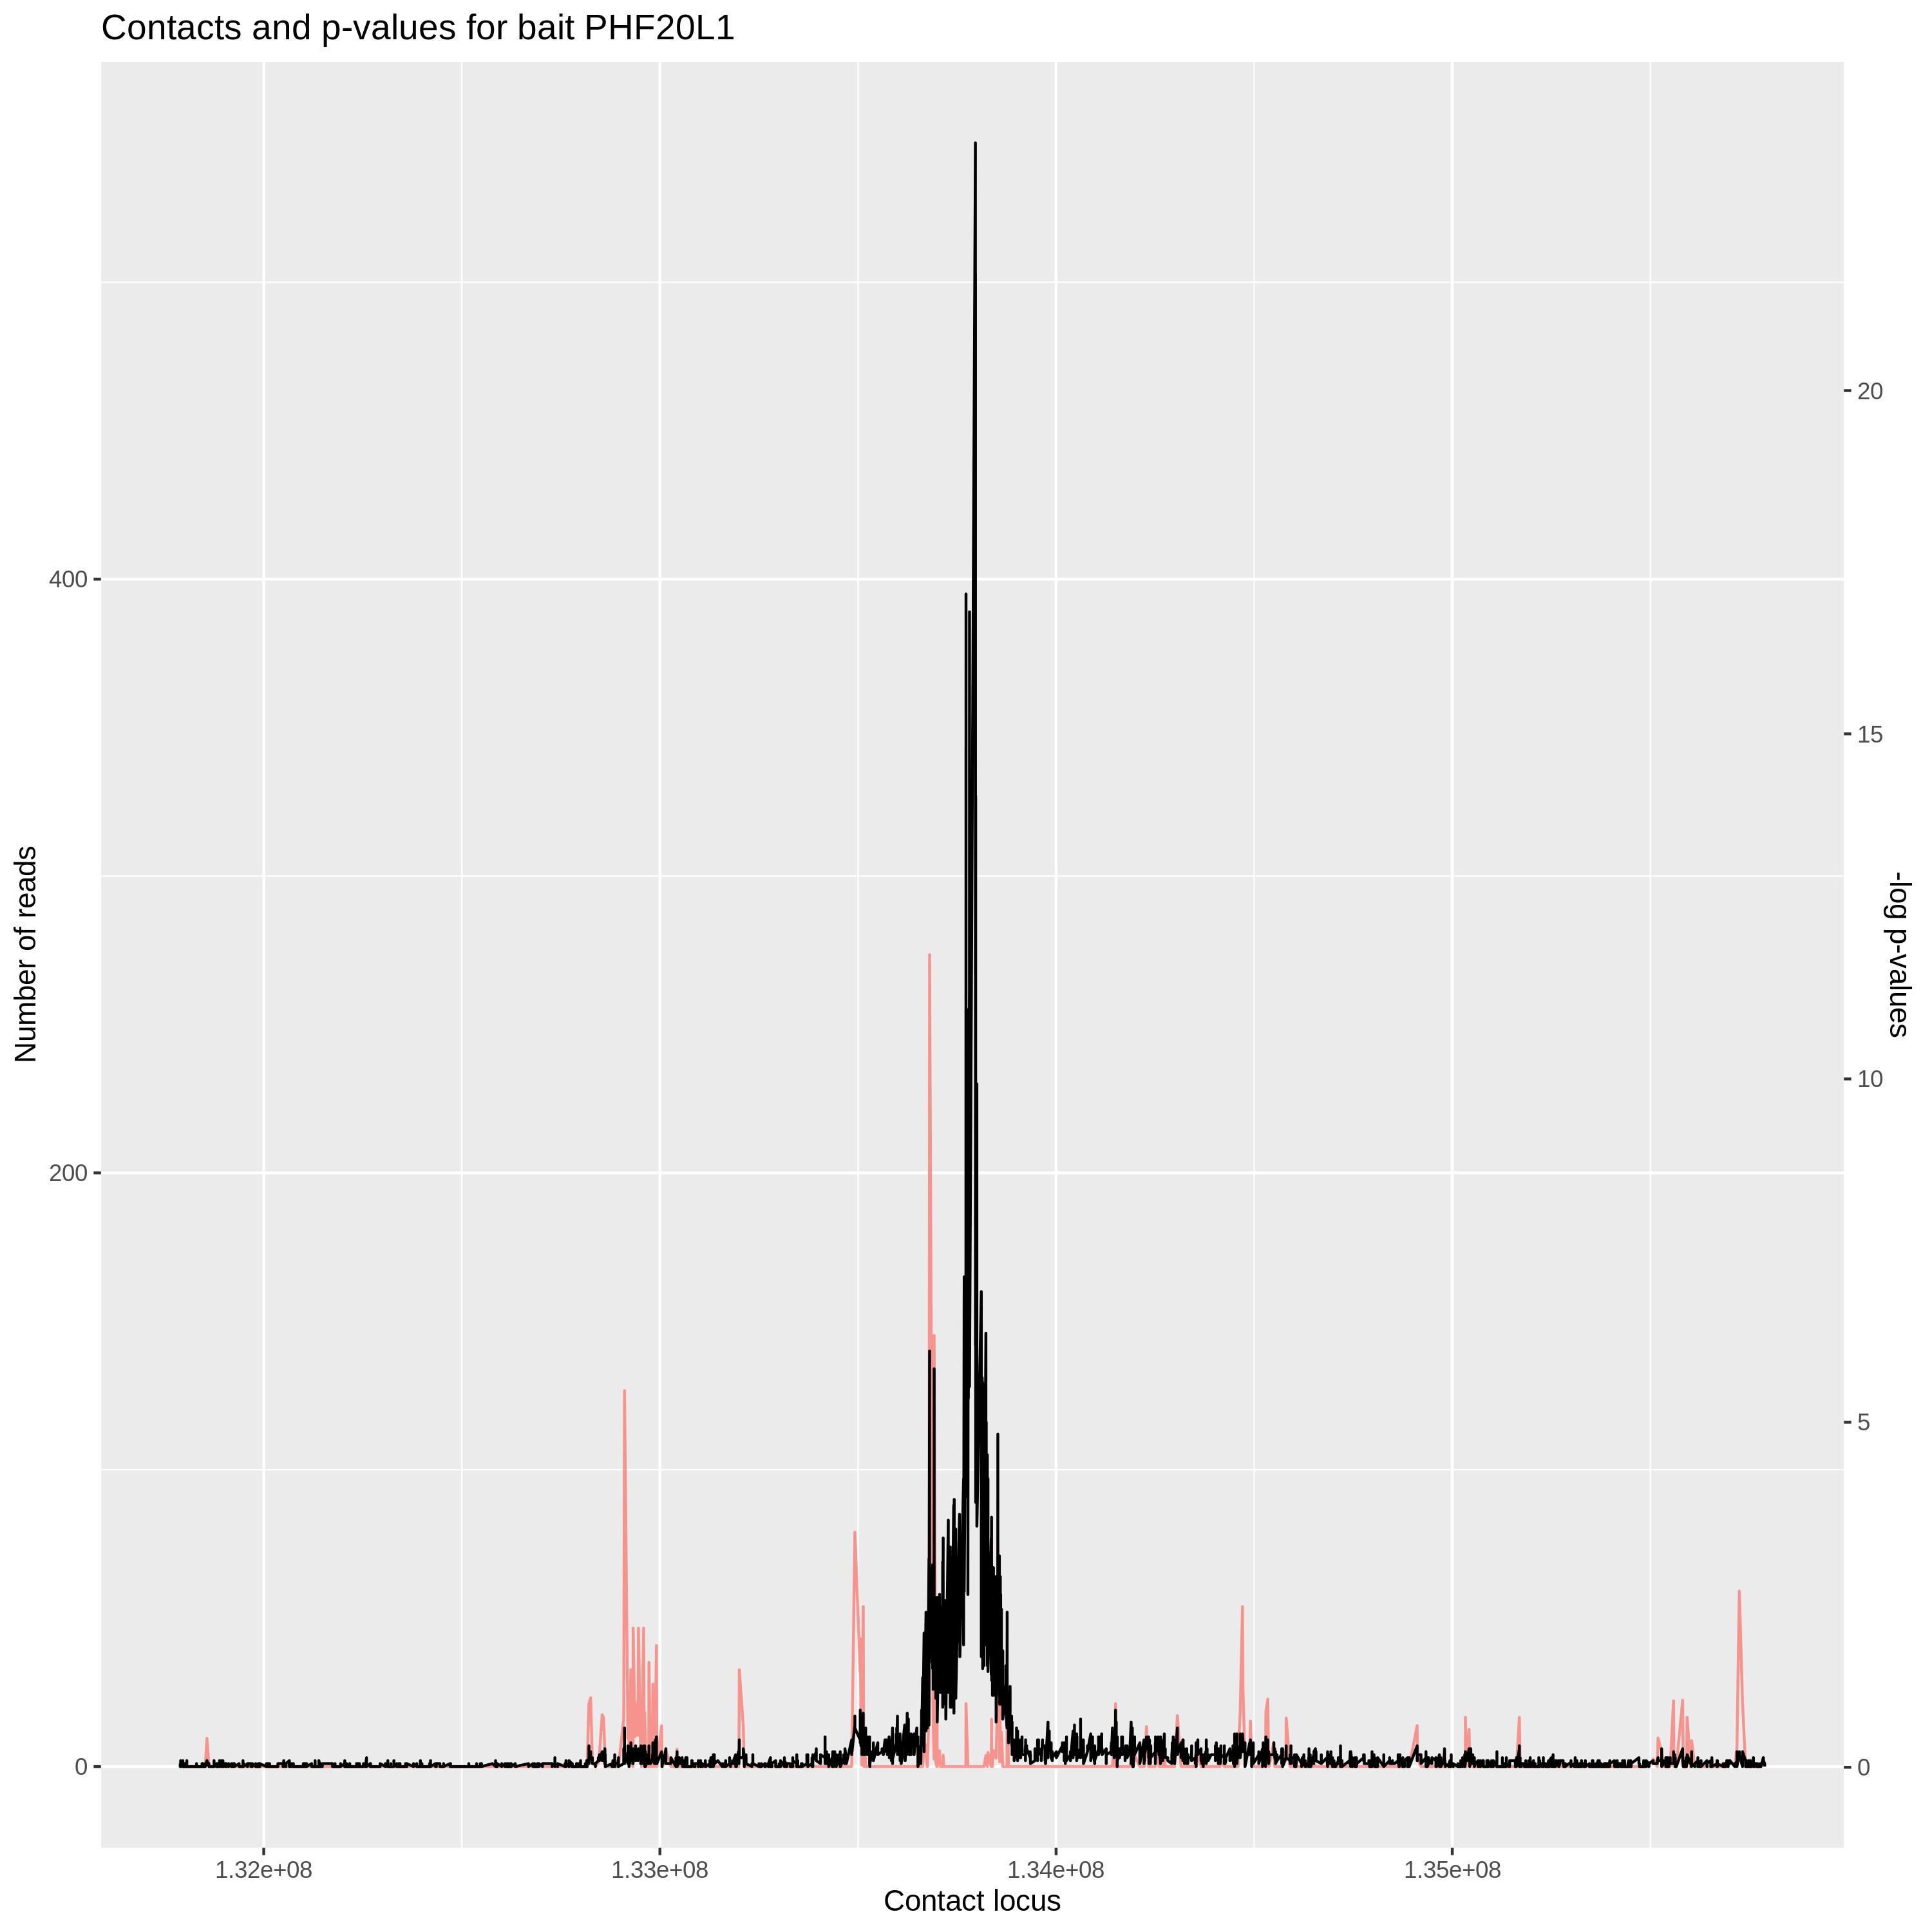 Contacts and p-values for bait PHF20L1
Number of reads
400
200
0
20
15
10
5
0
-log p-values
1.32e+08
1.33e+08
1.34e+08
1.35e+08
Contact locus